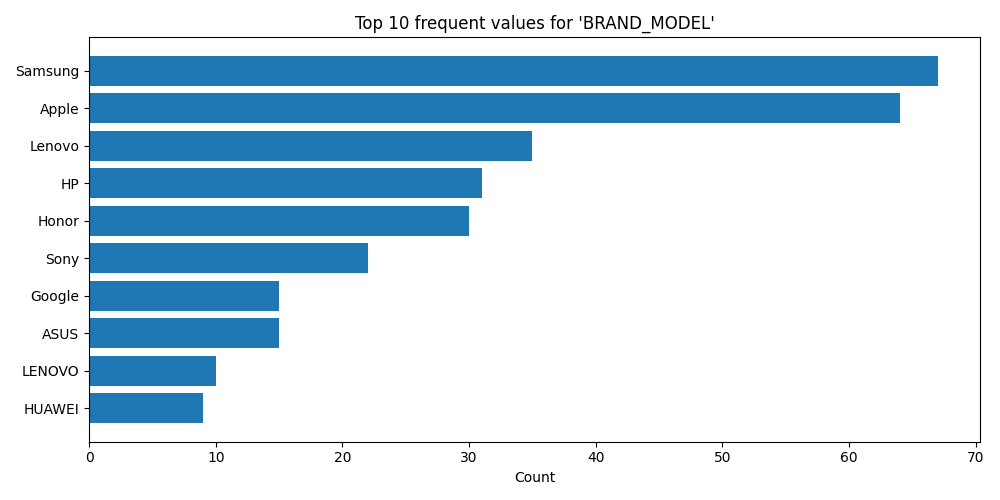 Top 10 frequent values for 'BRAND_MODEL'
Samsung
Apple
Lenovo
HP
Honor
Sony
Google
ASUS
LENOVO
HUAWEI
0 10 20 30 40 50 60 70
Count